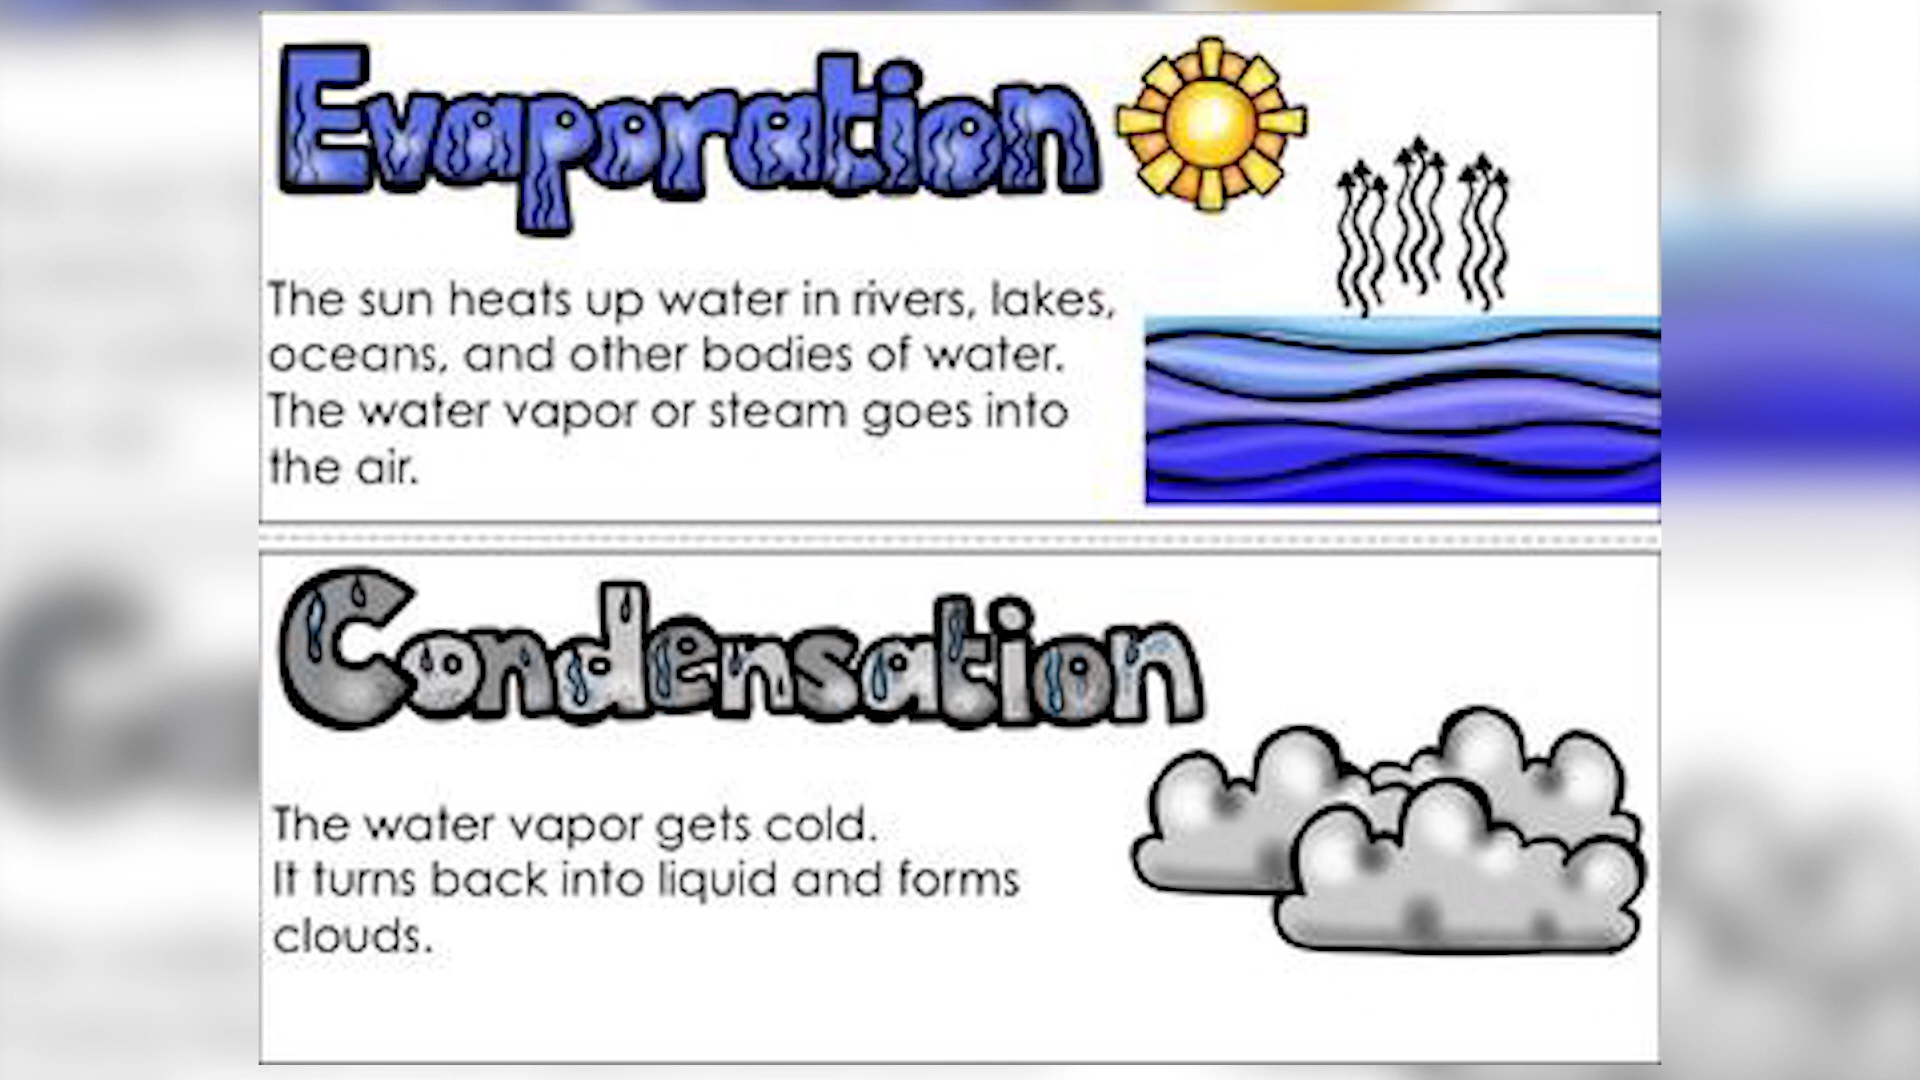 Evaporation
The sun heats up water in rivers, lakes,
oceans, and other bodies of water.
The water vapor or steam goes into
the air.
Condensation
The water vapor gets cold.
It turns back into liquid and forms
clouds.